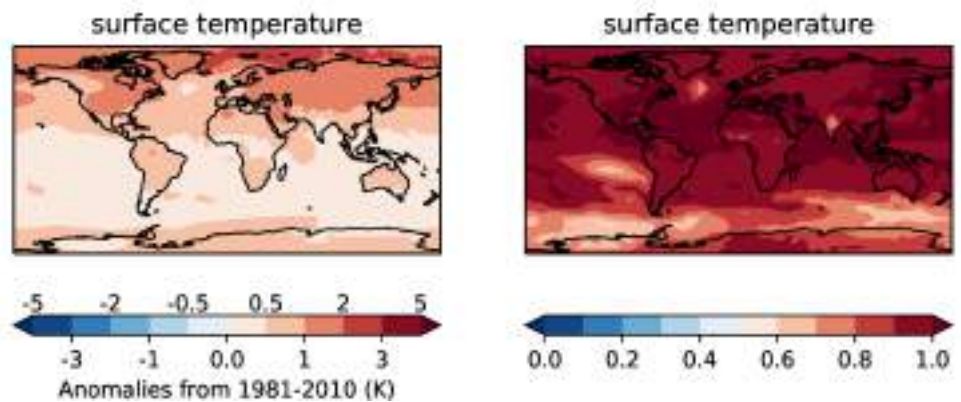 surface temperature
surface temperature
-5 -2 -0.5 0.5 2 5
-3 -1 0.0 1 3
Anomalies from 1981-2010 (K)
0.0 0.2 0.4 0.6 0.8 1.0